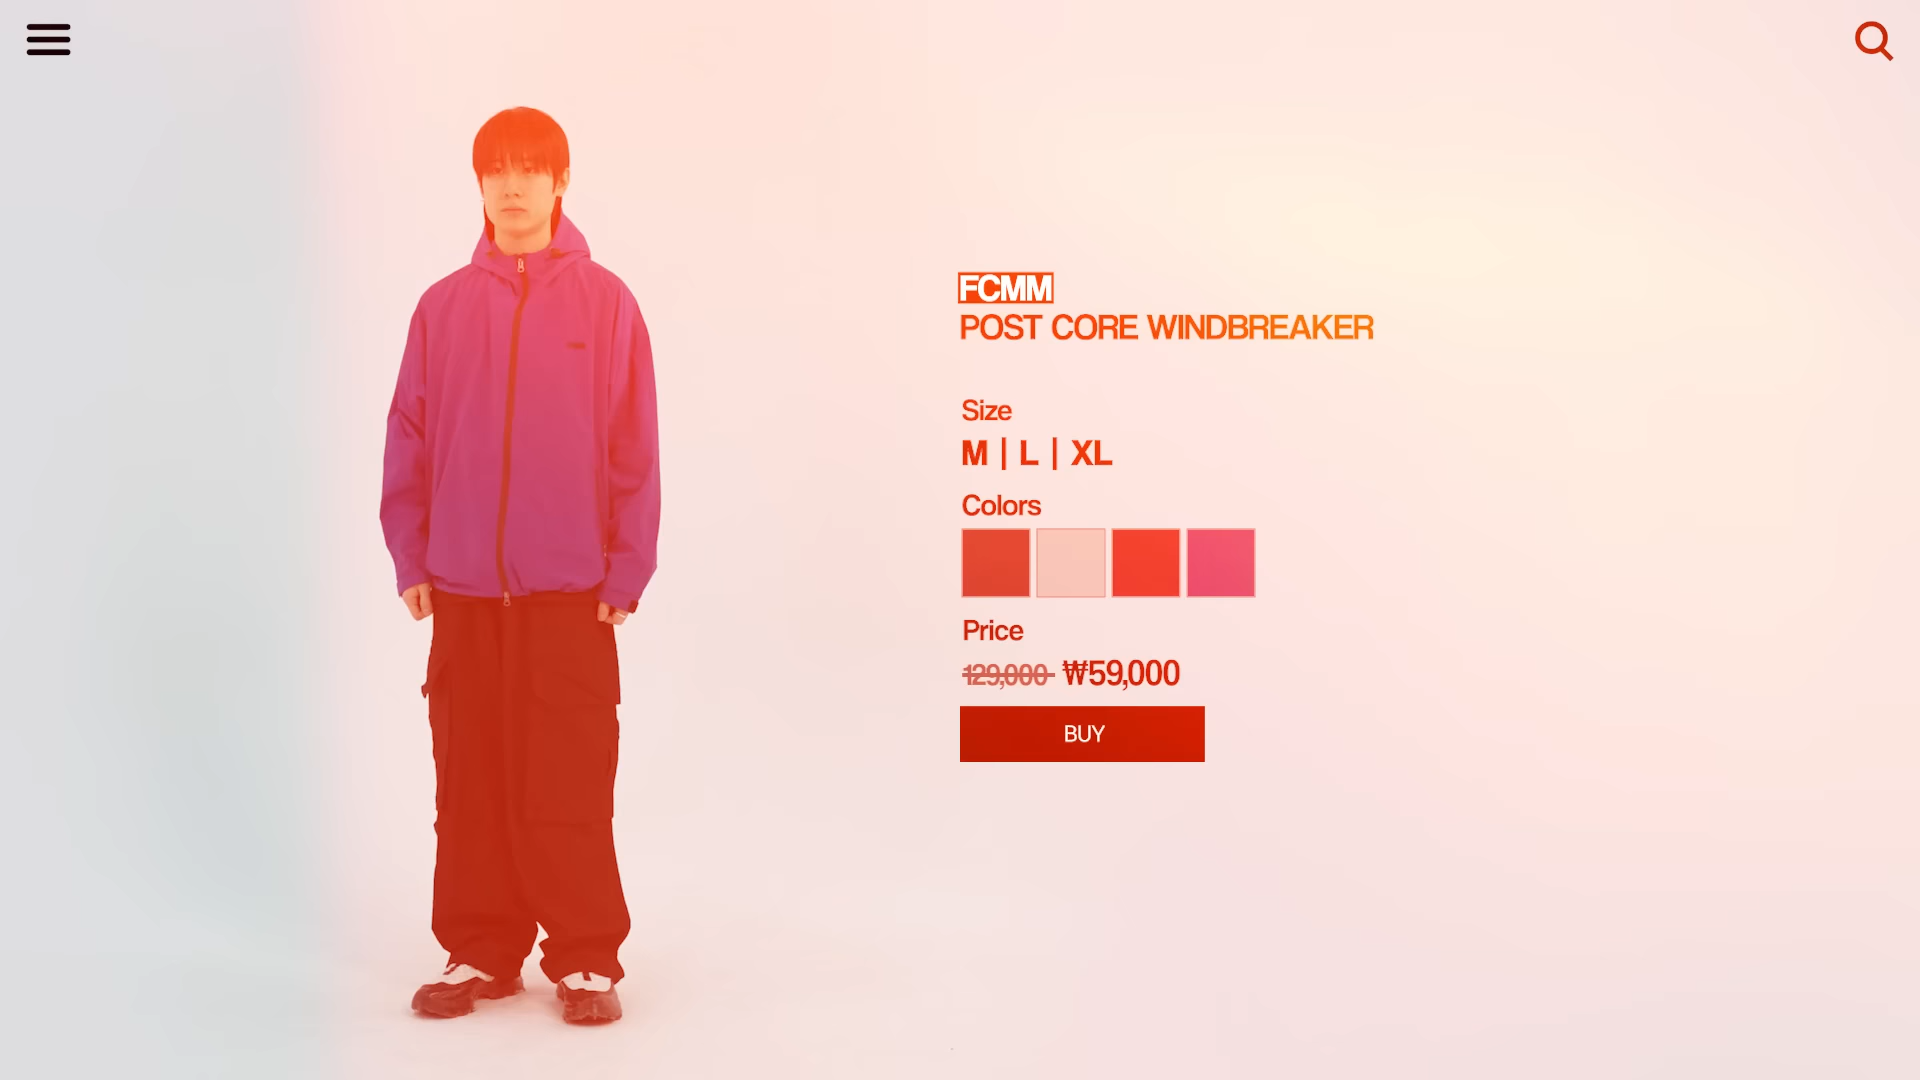 FCMM
POST CORE WINDBREAKER
Size
M | L | XL
Colors
Price
129,000 ₩59,000
BUY